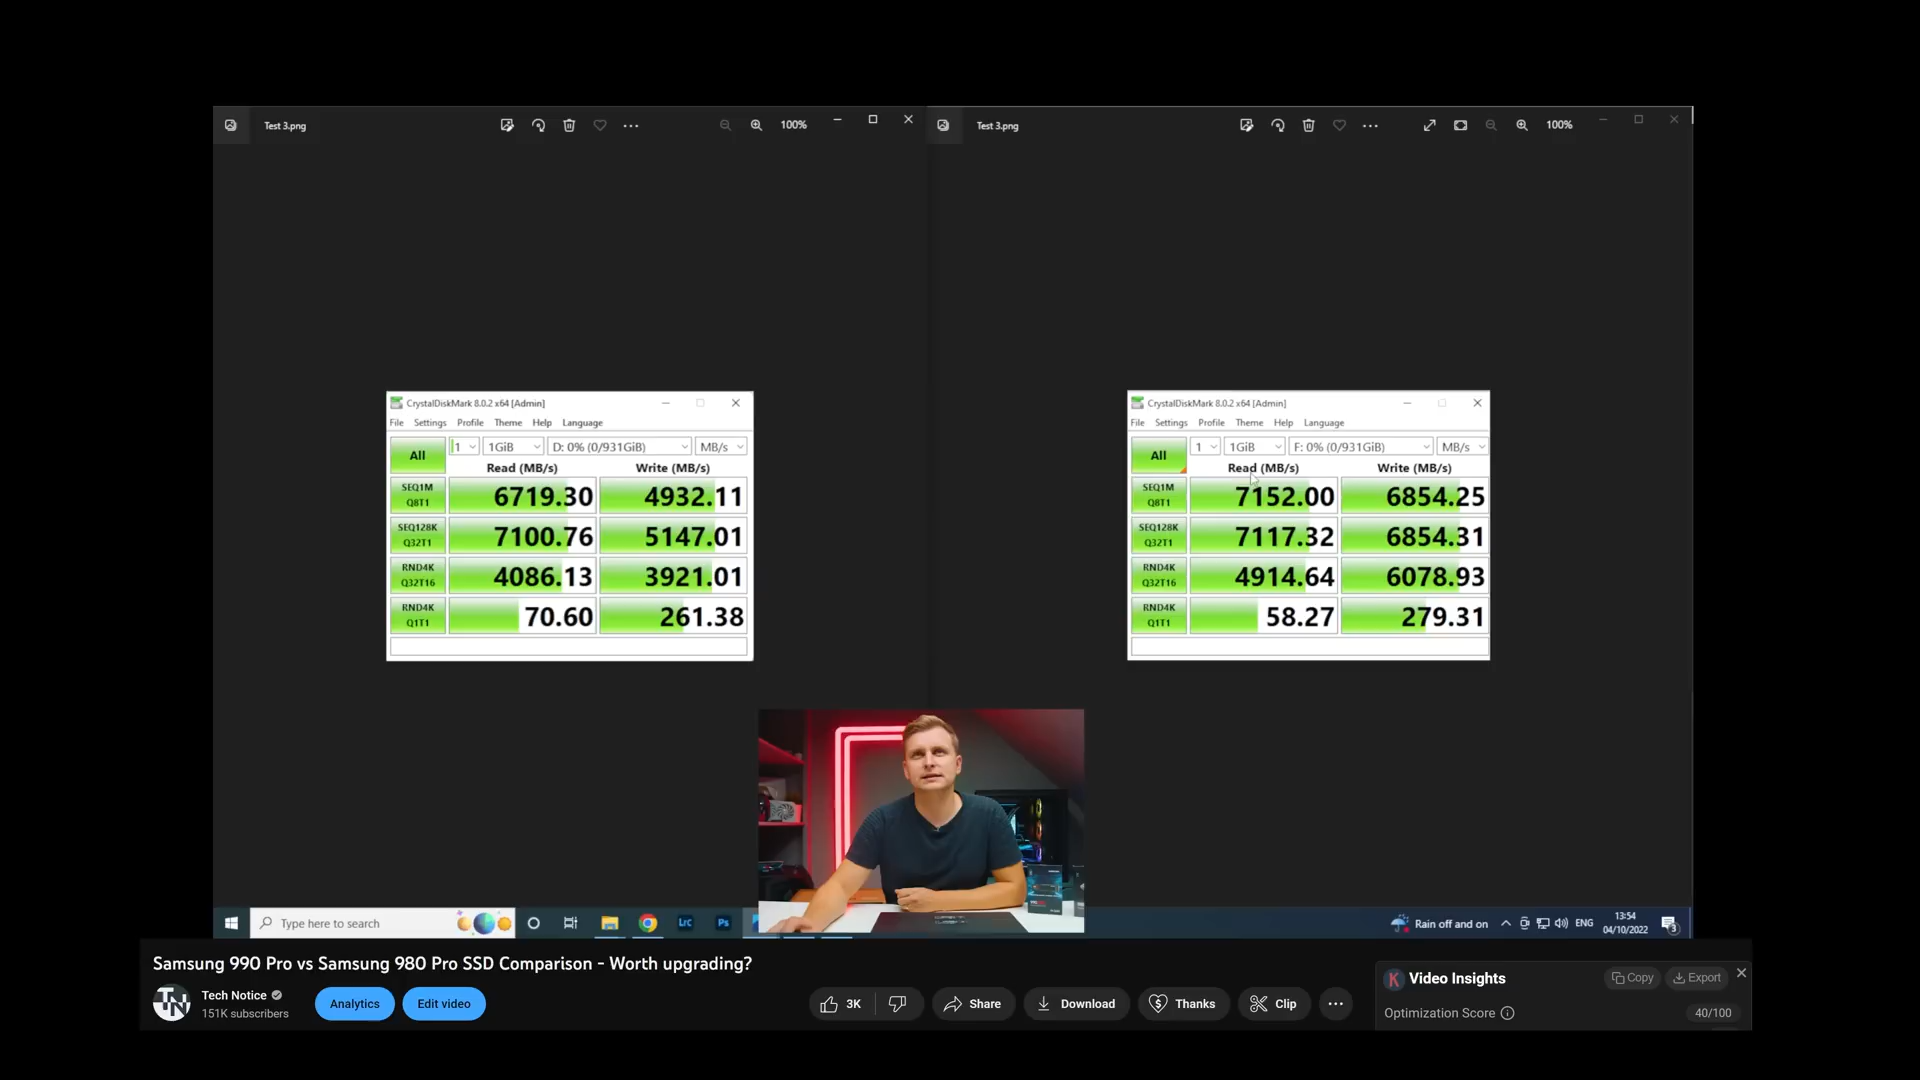 Test 3.png
100%
Test 3.png
100%
CrystalDiskMark 8.0.2 x64 [Admin]
File Settings Profile Theme Help Language
All 1 1GiB D: 0% (0/931GiB) MB/s
Read (MB/s) Write (MB/s)
SEQ1M
Q8T1
6719.30 4932.11
SEQ128K
Q32T1
7100.76 5147.01
RND4K
Q32T16
4086.13 3921.01
RND4K
Q1T1
70.60 261.38
CrystalDiskMark 8.0.2 x64 [Admin]
File Settings Profile Theme Help Language
All 1 1GiB F: 0% (0/931GiB) MB/s
Read (MB/s) Write (MB/s)
SEQ1M
Q8T1
7152.00 6854.25
SEQ128K
Q32T1
7117.32 6854.31
RND4K
Q32T16
4914.64 6078.93
RND4K
Q1T1
58.27 279.31
Type here to search
Lrc
Ps
Rain off and on
ENG
13:54
04/10/2022
3
Samsung 990 Pro vs Samsung 980 Pro SSD Comparison - Worth upgrading?
TN
Tech Notice
151K subscribers
Analytics
Edit video
3K
Share
Download
Thanks
Clip
K Video Insights
Copy
Export
Optimization Score
40/100